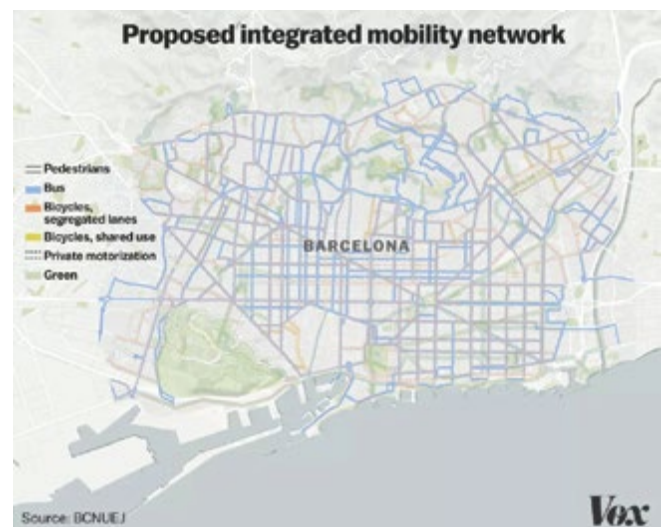 Proposed integrated mobility network
Pedestrians
Bus
Bicycles,
segregated lanes
Bicycles, shared use
Private motorization
Green
BARCELONA
Source: BCNUEJ
Vox